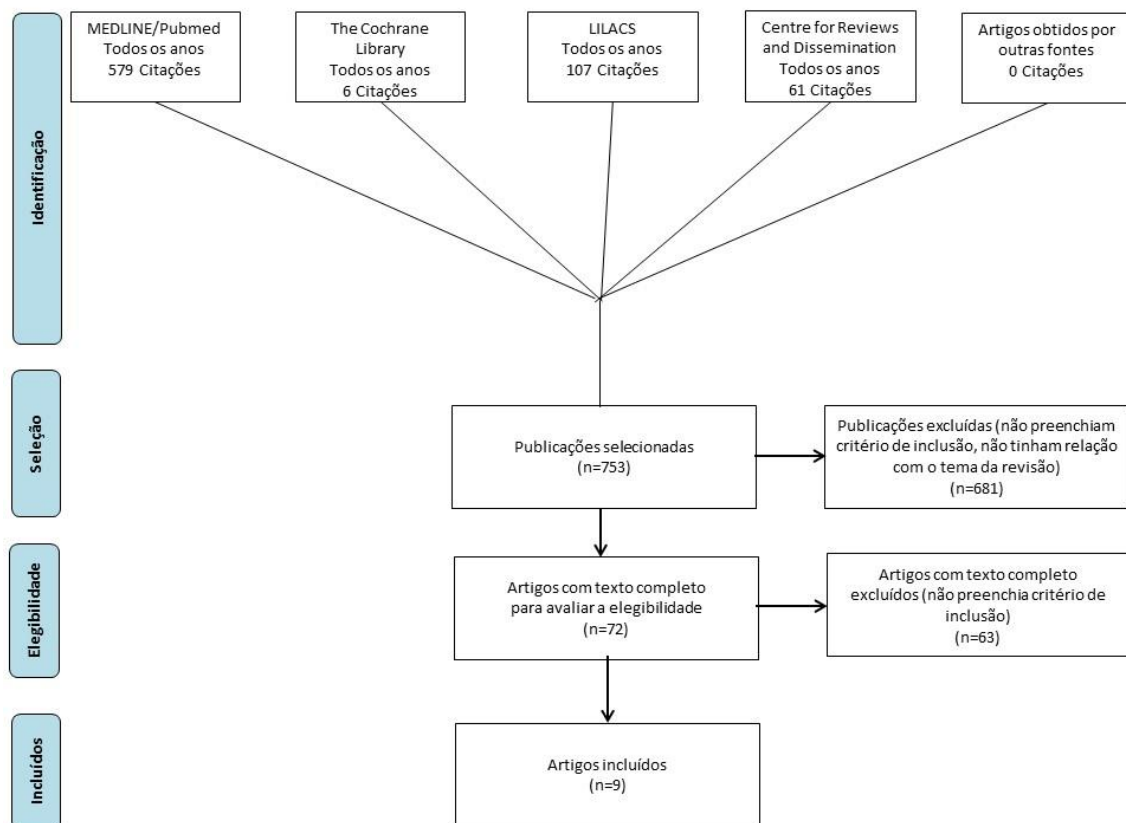 Identificação
MEDLINE/Pubmed
Todos os anos
579 Citações
The Cochrane
Library
Todos os anos
6 Citações
LILACS
Todos os anos
107 Citações
Centre for Reviews
and Dissemination
Todos os anos
61 Citações
Artigos obtidos por
outras fontes
0 Citações
Seleção
Publicações selecionadas
(n=753)
Publicações excluídas (não preenchiam
critério de inclusão, não tinham relação
com o tema da revisão)
(n=681)
Elegibilidade
Artigos com texto completo
para avaliar a elegibilidade
(n=72)
Artigos com texto completo
excluídos (não preenchia critério de
inclusão)
(n=63)
Incluídos
Artigos incluídos
(n=9)